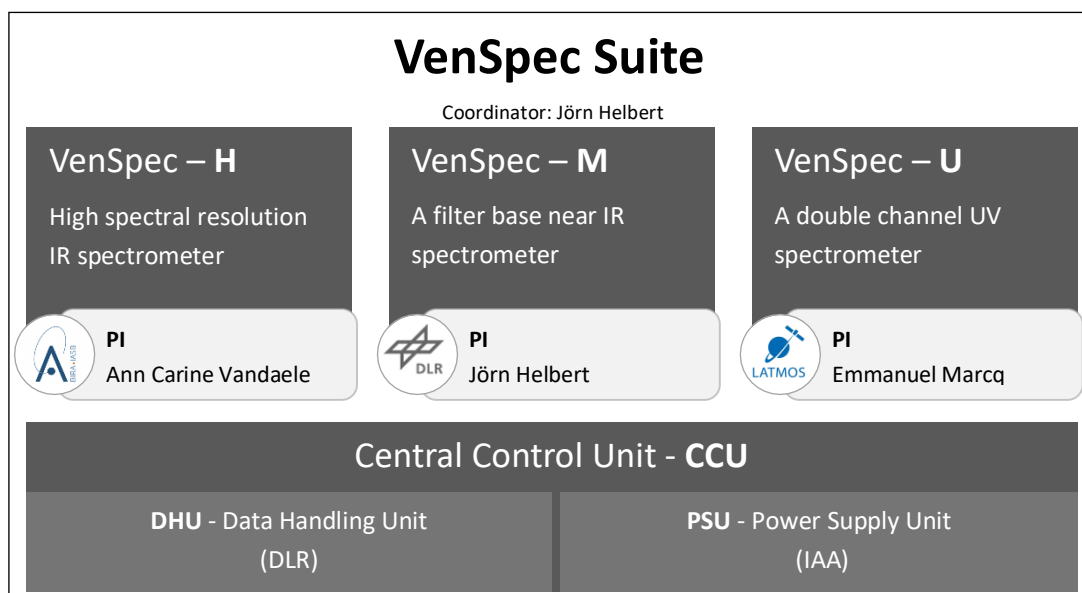 VenSpec Suite
Coordinator: Jörn Helbert
VenSpec – H
High spectral resolution
IR spectrometer
PI
Ann Carine Vandaele
BIRA•IASB
VenSpec – M
A filter base near IR
spectrometer
PI
Jörn Helbert
DLR
VenSpec – U
A double channel UV
spectrometer
PI
Emmanuel Marcq
LATMOS
Central Control Unit - CCU
DHU - Data Handling Unit
(DLR)
PSU - Power Supply Unit
(IAA)